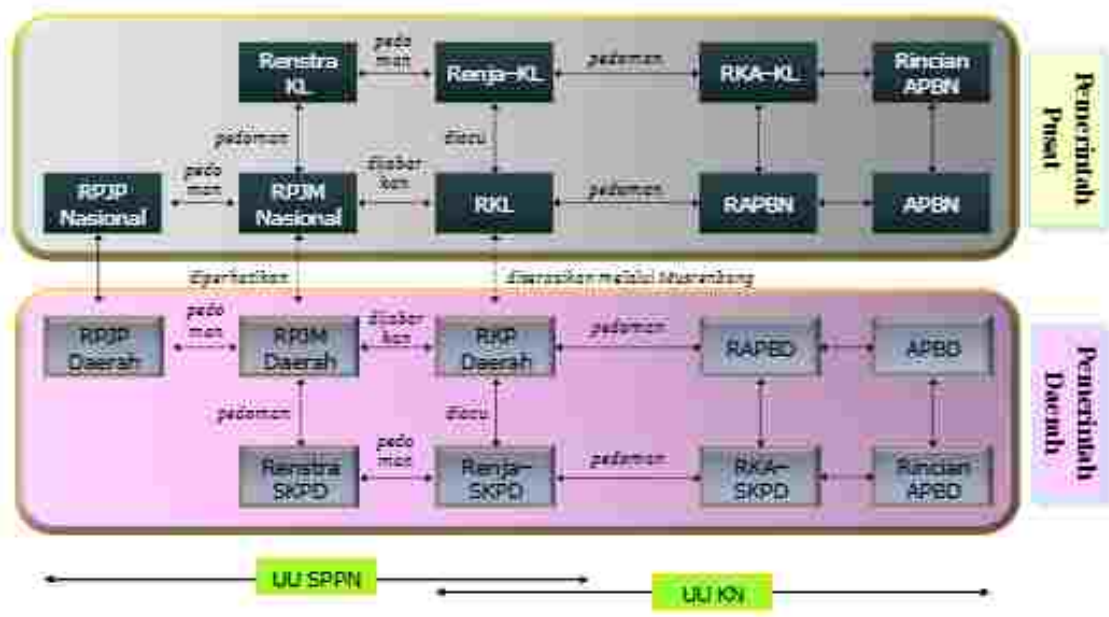 pedo
man
Renstra
KL
Renja-KL
pedoman
RKA-KL
Rincian
APBN
pedoman
diacu
RPJP
Nasional
pedo
man
RPJM
Nasional
dijabar
kan
RKL
pedoman
RAPBN
APBN
Pemerintah
Pusat
diperhatikan
diserasikan melalui Musrenbang
RPJP
Daerah
pedo
man
RPJM
Daerah
dijabar
kan
RKP
Daerah
pedoman
RAPBD
APBD
pedoman
diacu
Renstra
SKPD
pedo
man
Renja-
SKPD
pedoman
RKA-
SKPD
Rincian
APBD
Pemerintah
Daerah
UU SPPN
UU KN